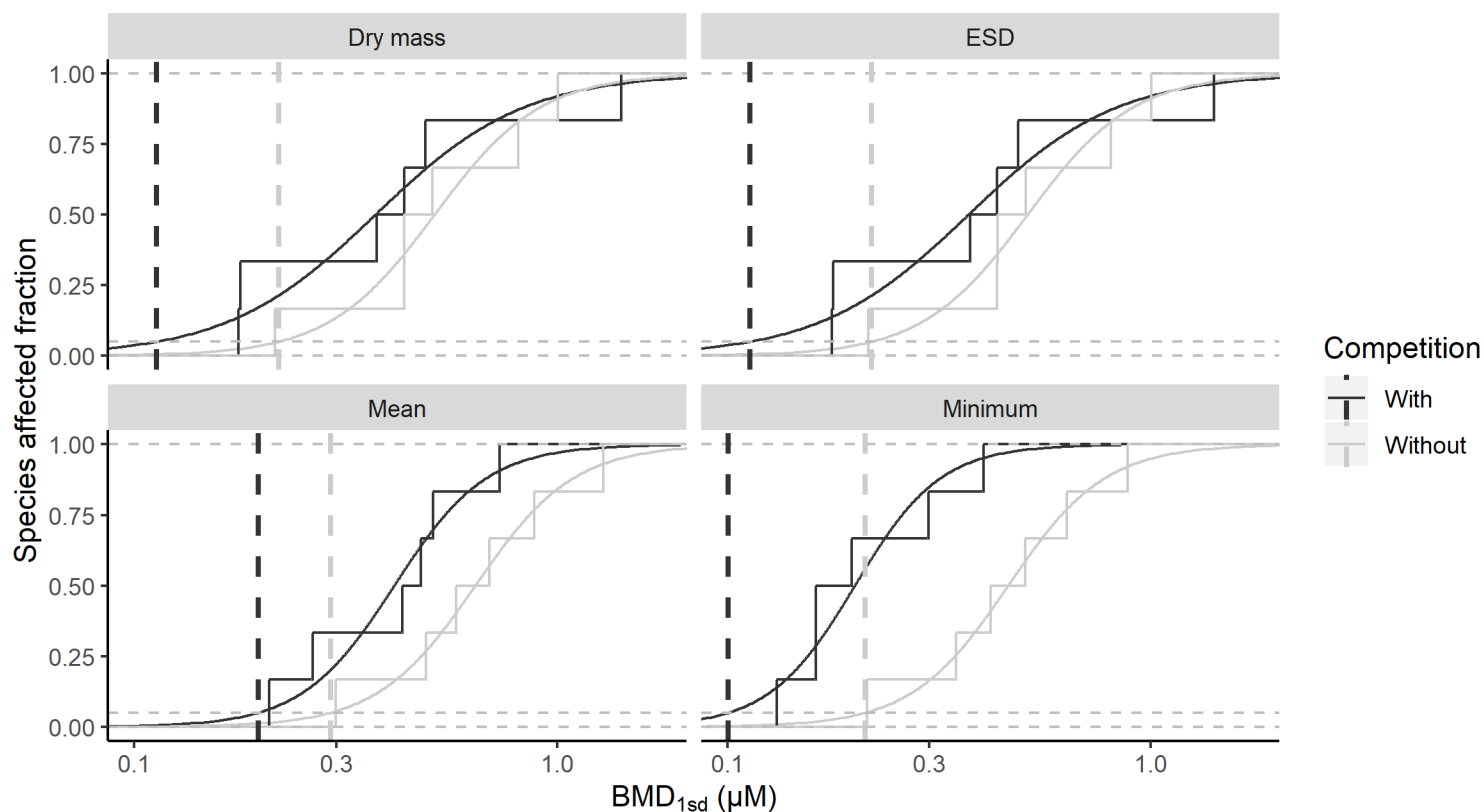 Dry mass
ESD
1.00
0.75
0.50
0.25
0.00
Mean
Minimum
1.00
0.75
0.50
0.25
0.00
0.1
0.3
1.0
0.1
0.3
1.0
Species affected fraction
BMD1sd (µM)
Competition
With
Without